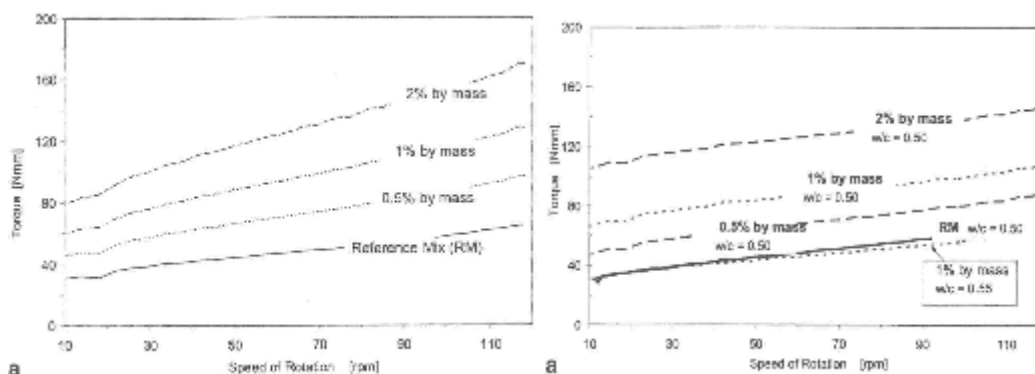 200
160
120
80
40
0
Torque [Nmm]
2% by mass
1% by mass
0.5% by mass
Reference Mix (RM)
10
30
50
70
90
110
Speed of Rotation [rpm]
a
200
160
120
80
40
0
Torque [Nmm]
2% by mass
w/c = 0.50
1% by mass
w/c = 0.50
0.5% by mass
w/c = 0.50
RM w/c = 0.50
1% by mass
w/c = 0.55
10
30
50
70
90
110
Speed of Rotation [rpm]
a